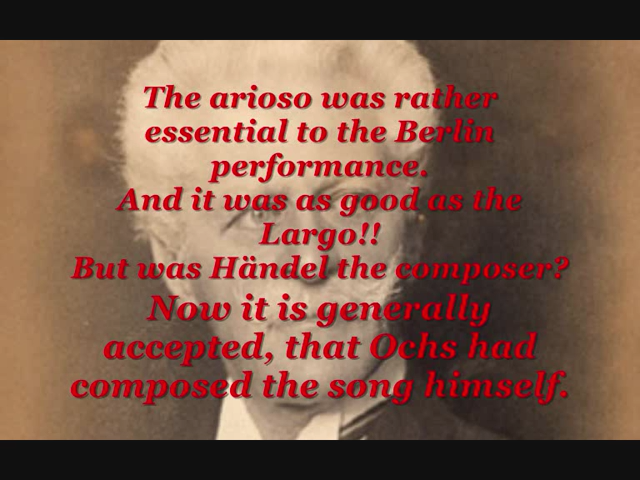 The arioso was rather
essential to the Berlin
performance.
And it was as good as the
Largo!!
But was Händel the composer?
Now it is generally
accepted, that Ochs had
composed the song himself.